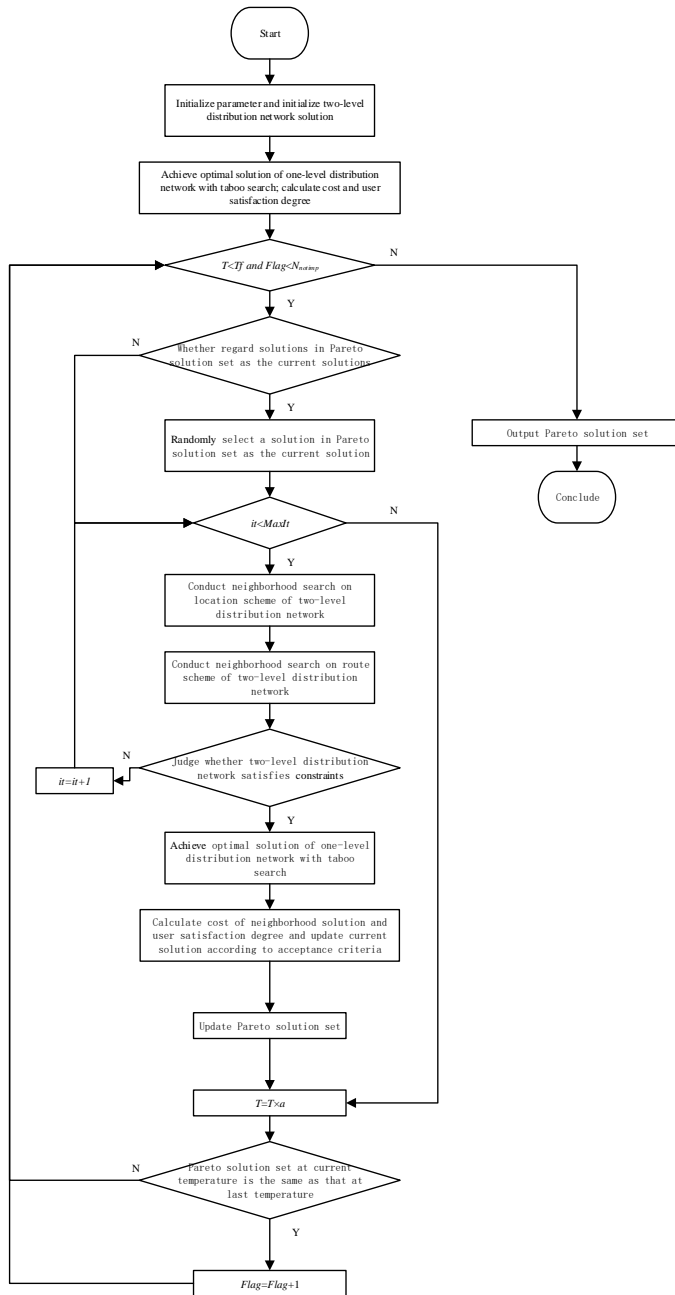 Start
Initialize parameter and initialize two-level
distribution network solution
Achieve optimal solution of one-level distribution
network with taboo search; calculate cost and user
satisfaction degree
T<Tf and Flag<Nnotimp
N
Y
N
Whether regard solutions in Pareto
solution set as the current solutions
Y
Randomly select a solution in Pareto
solution set as the current solution
Output Pareto solution set
Conclude
it<MaxIt
N
Y
Conduct neighborhood search on
location scheme of two-level
distribution network
Conduct neighborhood search on route
scheme of two-level distribution
network
N
Judge whether two-level distribution
network satisfies constraints
it=it+1
Y
Achieve optimal solution of one-level
distribution network with taboo
search
Calculate cost of neighborhood solution and
user satisfaction degree and update current
solution according to acceptance criteria
Update Pareto solution set
T=T×a
N
Pareto solution set at current
temperature is the same as that at
last temperature
Y
Flag=Flag+1